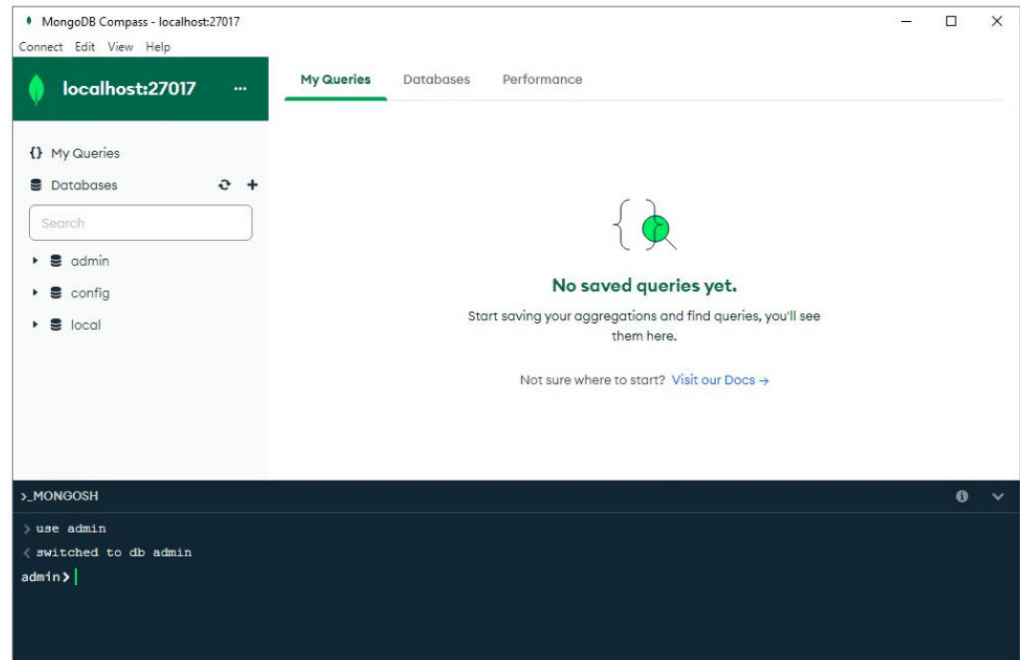 MongoDB Compass - localhost:27017
Connect Edit View Help
localhost:27017 ...
My Queries Databases Performance
{} My Queries
Databases
Search
admin
config
local
{ }
No saved queries yet.
Start saving your aggregations and find queries, you'll see
them here.
Not sure where to start? Visit our Docs →
>_MONGOSH
> use admin
< switched to db admin
admin>